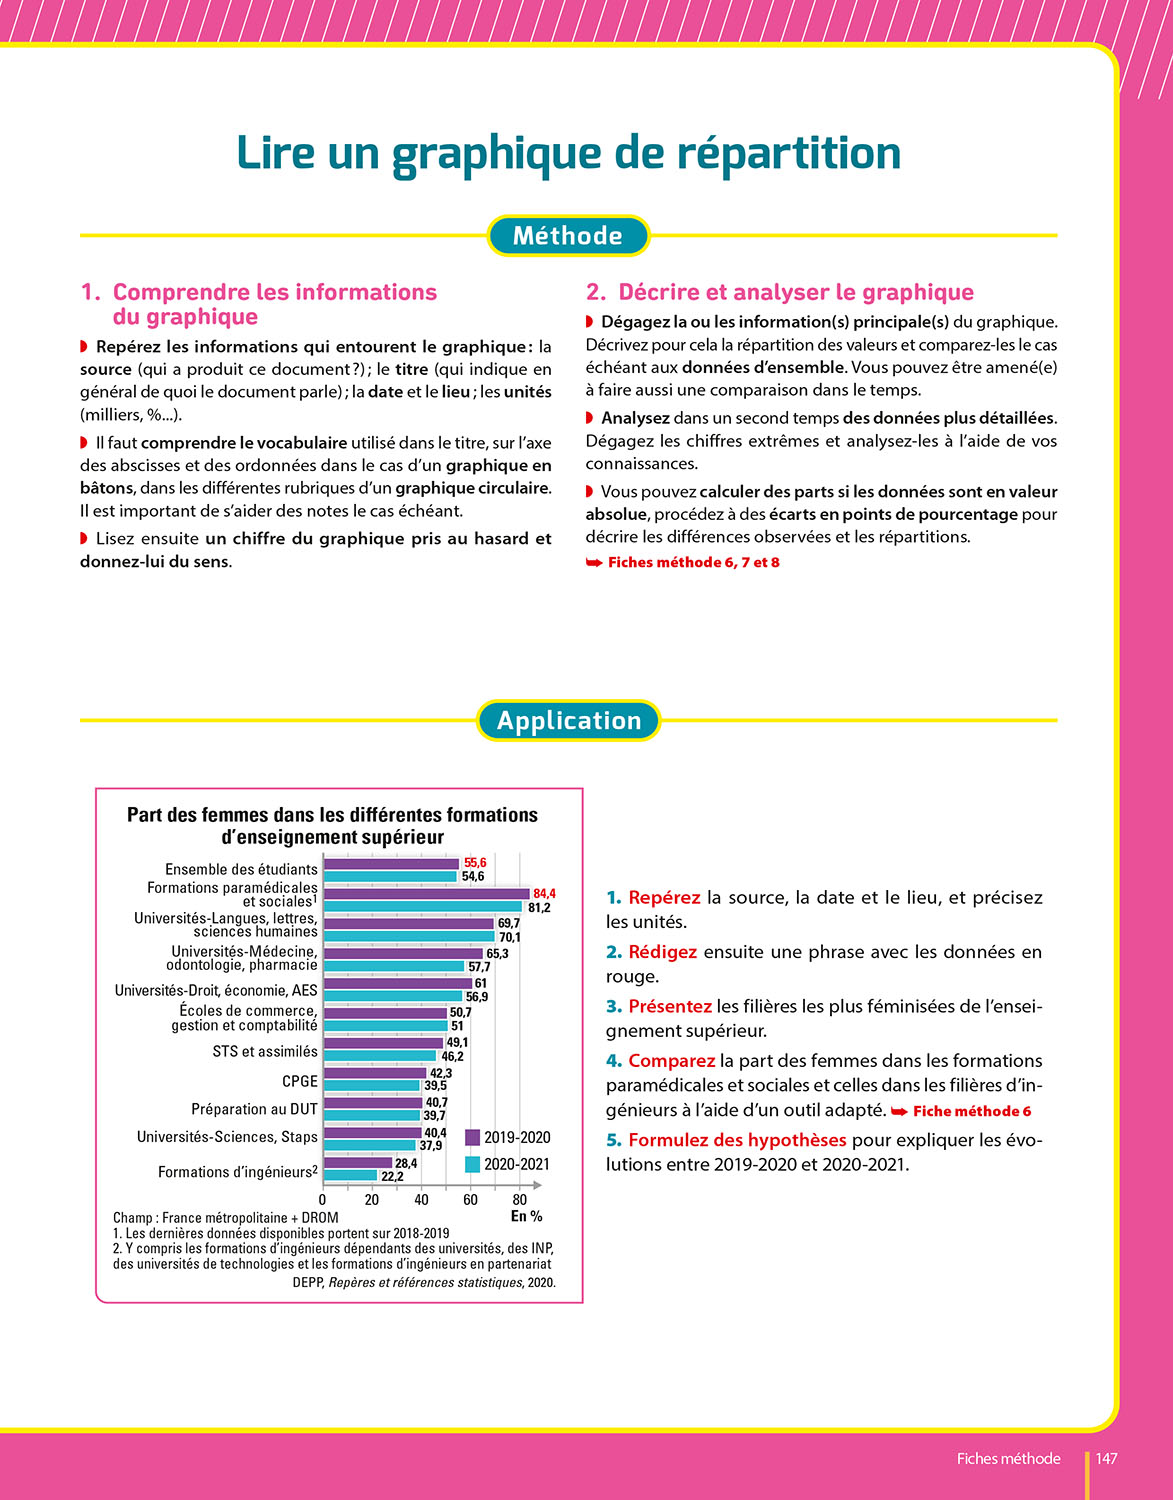 Lire un graphique de répartition
Méthode
1. Comprendre les informations
du graphique
◗ Repérez les informations qui entourent le graphique : la
source (qui a produit ce document ?) ; le titre (qui indique en
général de quoi le document parle) ; la date et le lieu ; les unités
(milliers, %...).
◗ Il faut comprendre le vocabulaire utilisé dans le titre, sur l’axe
des abscisses et des ordonnées dans le cas d’un graphique en
bâtons, dans les différentes rubriques d’un graphique circulaire.
Il est important de s’aider des notes le cas échéant.
◗ Lisez ensuite un chiffre du graphique pris au hasard et
donnez-lui du sens.
2. Décrire et analyser le graphique
◗ Dégagez la ou les information(s) principale(s) du graphique.
Décrivez pour cela la répartition des valeurs et comparez-les le cas
échéant aux données d’ensemble. Vous pouvez être amené(e)
à faire aussi une comparaison dans le temps.
◗ Analysez dans un second temps des données plus détaillées.
Dégagez les chiffres extrêmes et analysez-les à l’aide de vos
connaissances.
◗ Vous pouvez calculer des parts si les données sont en valeur
absolue, procédez à des écarts en points de pourcentage pour
décrire les différences observées et les répartitions.
➥ Fiches méthode 6, 7 et 8
Application
Part des femmes dans les différentes formations
d’enseignement supérieur
Ensemble des étudiants
55,6
54,6
Formations paramédicales
et sociales1
84,4
81,2
Universités-Langues, lettres,
sciences humaines
69,7
70,1
Universités-Médecine,
odontologie, pharmacie
65,3
57,7
Universités-Droit, économie, AES
61
56,9
Écoles de commerce,
gestion et comptabilité
50,7
51
STS et assimilés
49,1
46,2
CPGE
42,3
39,5
Préparation au DUT
40,7
39,7
Universités-Sciences, Staps
40,4
37,9
Formations d’ingénieurs2
28,4
22,2
2019-2020
2020-2021
0 20 40 60 80
En %
Champ : France métropolitaine + DROM
1. Les dernières données disponibles portent sur 2018-2019
2. Y compris les formations d’ingénieurs dépendants des universités, des INP,
des universités de technologies et les formations d’ingénieurs en partenariat
DEPP, Repères et références statistiques, 2020.
1. Repérez la source, la date et le lieu, et précisez
les unités.
2. Rédigez ensuite une phrase avec les données en
rouge.
3. Présentez les filières les plus féminisées de l’ensei-
gnement supérieur.
4. Comparez la part des femmes dans les formations
paramédicales et sociales et celles dans les filières d’in-
génieurs à l’aide d’un outil adapté. ➥ Fiche méthode 6
5. Formulez des hypothèses pour expliquer les évo-
lutions entre 2019-2020 et 2020-2021.
Fiches méthode 147